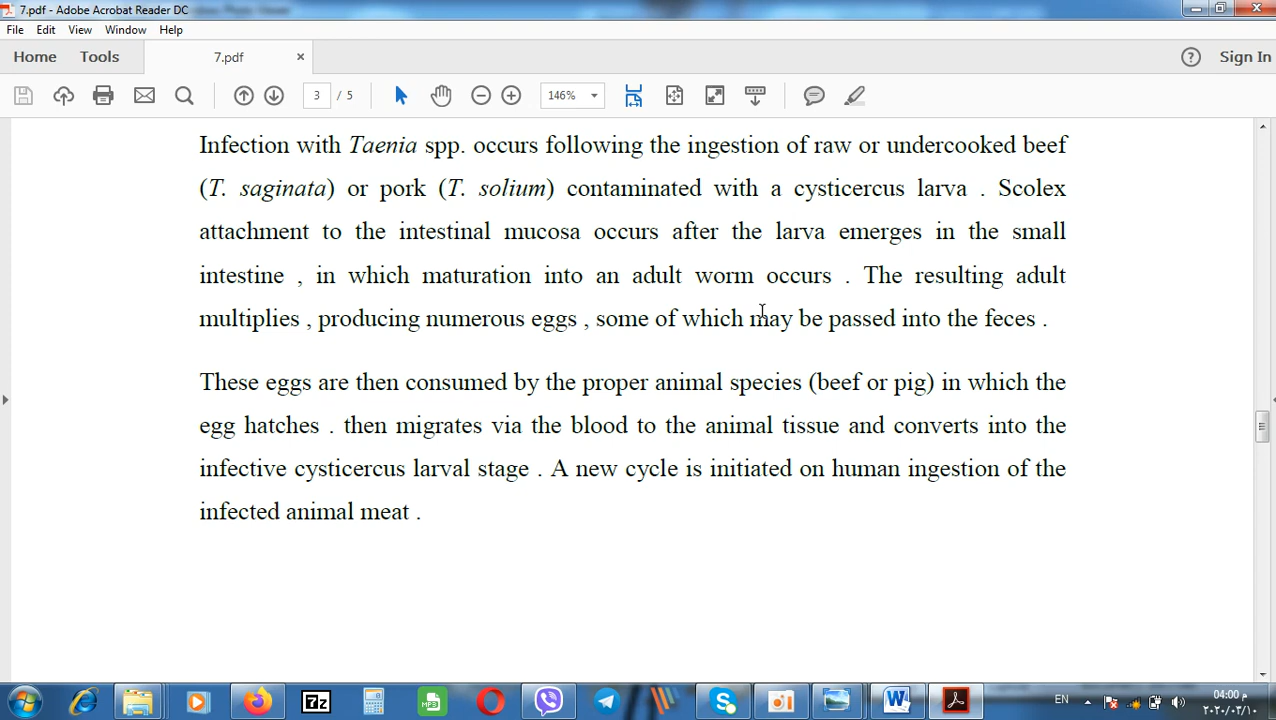 7.pdf - Adobe Acrobat Reader DC
File Edit View Window Help
Home Tools 7.pdf × ? Sign In
3 / 5 146%
Infection with Taenia spp. occurs following the ingestion of raw or undercooked beef
(T. saginata) or pork (T. solium) contaminated with a cysticercus larva . Scolex
attachment to the intestinal mucosa occurs after the larva emerges in the small
intestine , in which maturation into an adult worm occurs . The resulting adult
multiplies , producing numerous eggs , some of which may be passed into the feces .
These eggs are then consumed by the proper animal species (beef or pig) in which the
egg hatches . then migrates via the blood to the animal tissue and converts into the
infective cysticercus larval stage . A new cycle is initiated on human ingestion of the
infected animal meat .
7z MP3 W EN
04:00 م
٢٠٢٠/٠٣/١٠